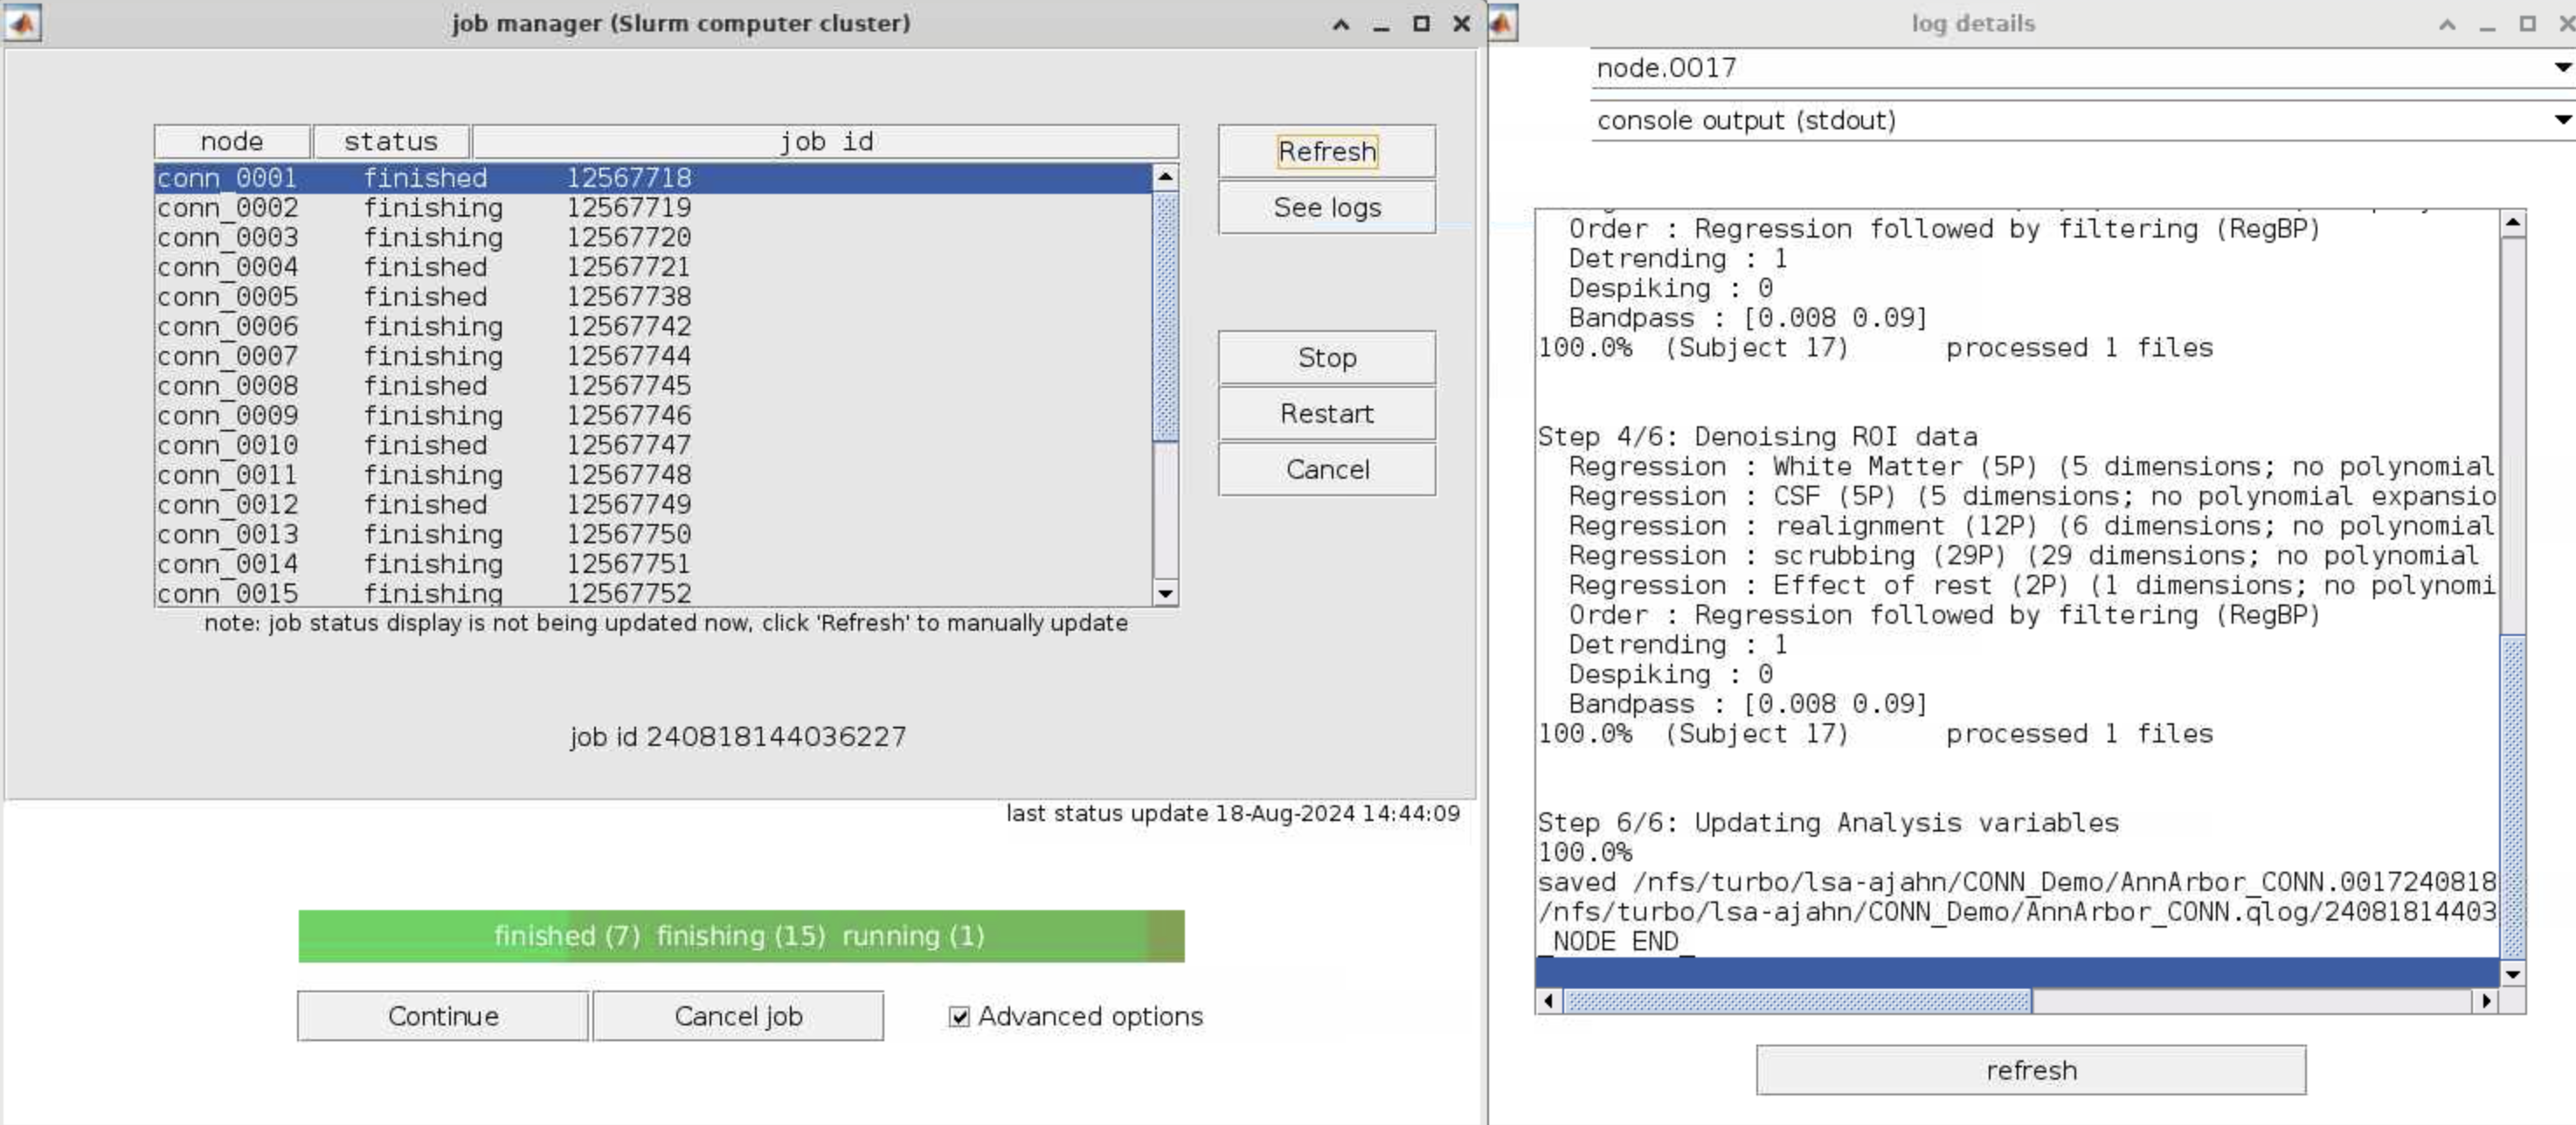 job manager (Slurm computer cluster)
node status job id
conn_0001 finished 12567718
conn_0002 finishing 12567719
conn_0003 finishing 12567720
conn_0004 finished 12567721
conn_0005 finished 12567738
conn_0006 finishing 12567742
conn_0007 finishing 12567744
conn_0008 finished 12567745
conn_0009 finishing 12567746
conn_0010 finished 12567747
conn_0011 finishing 12567748
conn_0012 finished 12567749
conn_0013 finishing 12567750
conn_0014 finishing 12567751
conn_0015 finishing 12567752
Refresh
See logs
Stop
Restart
Cancel
note: job status display is not being updated now, click 'Refresh' to manually update
job id 240818144036227
last status update 18-Aug-2024 14:44:09
finished (7) finishing (15) running (1)
Continue
Cancel job
Advanced options
log details
node.0017
console output (stdout)
Order : Regression followed by filtering (RegBP)
Detrending : 1
Despiking : 0
Bandpass : [0.008 0.09]
100.0% (Subject 17) processed 1 files
Step 4/6: Denoising ROI data
Regression : White Matter (5P) (5 dimensions; no polynomial
Regression : CSF (5P) (5 dimensions; no polynomial expansio
Regression : realignment (12P) (6 dimensions; no polynomial
Regression : scrubbing (29P) (29 dimensions; no polynomial
Regression : Effect of rest (2P) (1 dimensions; no polynomi
Order : Regression followed by filtering (RegBP)
Detrending : 1
Despiking : 0
Bandpass : [0.008 0.09]
100.0% (Subject 17) processed 1 files
Step 6/6: Updating Analysis variables
100.0%
saved /nfs/turbo/lsa-ajahn/CONN_Demo/AnnArbor_CONN.0017240818
/nfs/turbo/lsa-ajahn/CONN_Demo/AnnArbor_CONN.qlog/24081814403
_NODE END_
refresh